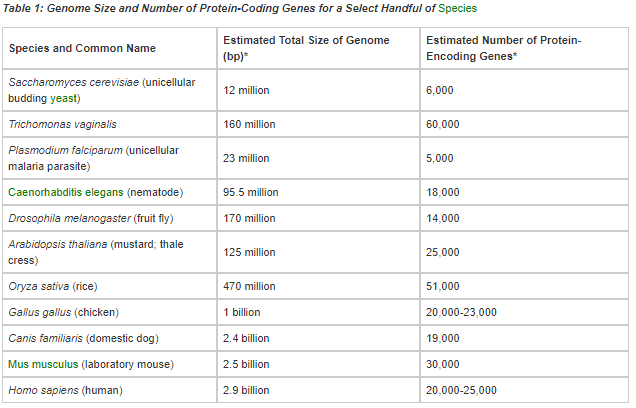 Table 1: Genome Size and Number of Protein-Coding Genes for a Select Handful of Species
Species and Common Name
Estimated Total Size of Genome
(bp)*
Estimated Number of Protein-
Encoding Genes*
Saccharomyces cerevisiae (unicellular
budding yeast)
12 million
6,000
Trichomonas vaginalis
160 million
60,000
Plasmodium falciparum (unicellular
malaria parasite)
23 million
5,000
Caenorhabditis elegans (nematode)
95.5 million
18,000
Drosophila melanogaster (fruit fly)
170 million
14,000
Arabidopsis thaliana (mustard; thale
cress)
125 million
25,000
Oryza sativa (rice)
470 million
51,000
Gallus gallus (chicken)
1 billion
20,000-23,000
Canis familiaris (domestic dog)
2.4 billion
19,000
Mus musculus (laboratory mouse)
2.5 billion
30,000
Homo sapiens (human)
2.9 billion
20,000-25,000